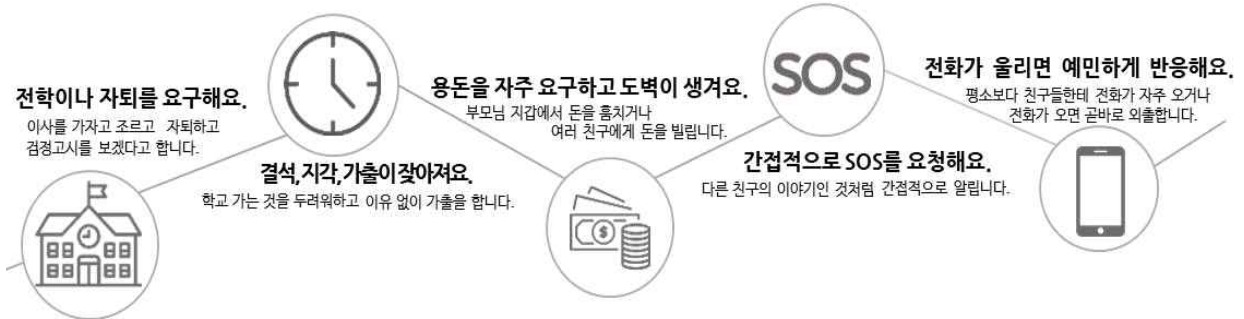 전학이나 자퇴를 요구해요.
이사를 가자고 조르고 자퇴하고
검정고시를 보겠다고 합니다.
결석,지각,가출이 잦아져요.
학교 가는 것을 두려워하고 이유 없이 가출을 합니다.
용돈을 자주 요구하고 도벽이 생겨요.
부모님 지갑에서 돈을 훔치거나
여러 친구에게 돈을 빌립니다.
$
SOS
간접적으로 SOS를 요청해요.
다른 친구의 이야기인 것처럼 간접적으로 알립니다.
전화가 울리면 예민하게 반응해요.
평소보다 친구들한테 전화가 자주 오거나
전화가 오면 곧바로 외출합니다.